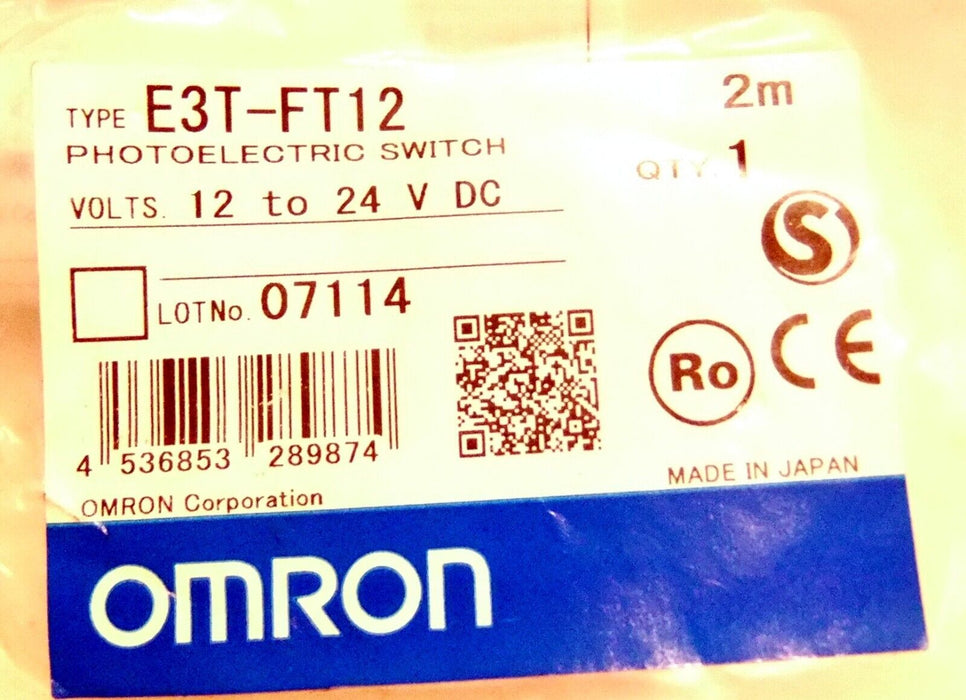 TYPE E3T-FT12
2m
PHOTOELECTRIC SWITCH
QTY. 1
VOLTS. 12 to 24 V DC
S
LOTNo. 07114
Ro CE
4 536853 289874
MADE IN JAPAN
OMRON Corporation
OMRON